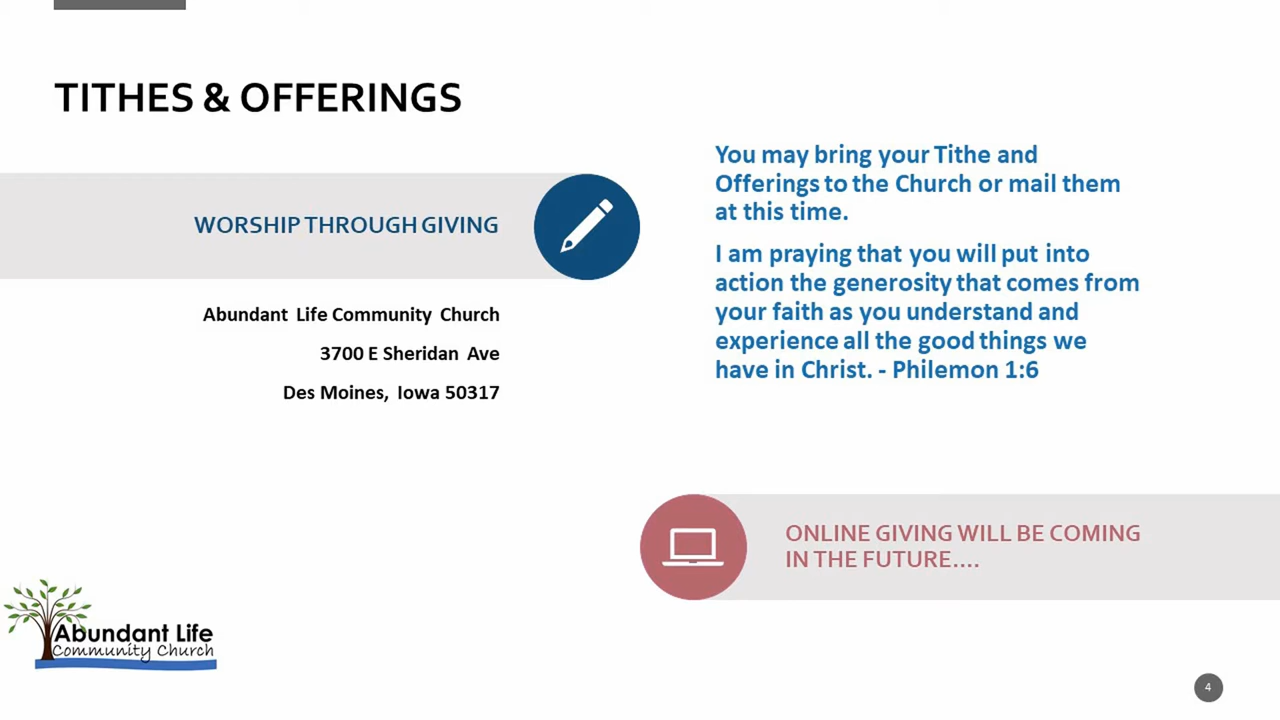 TITHES & OFFERINGS
WORSHIP THROUGH GIVING
Abundant Life Community Church
3700 E Sheridan Ave
Des Moines, Iowa 50317
You may bring your Tithe and
Offerings to the Church or mail them
at this time.
I am praying that you will put into
action the generosity that comes from
your faith as you understand and
experience all the good things we
have in Christ. - Philemon 1:6
ONLINE GIVING WILL BE COMING
IN THE FUTURE....
Abundant Life
Community Church
4